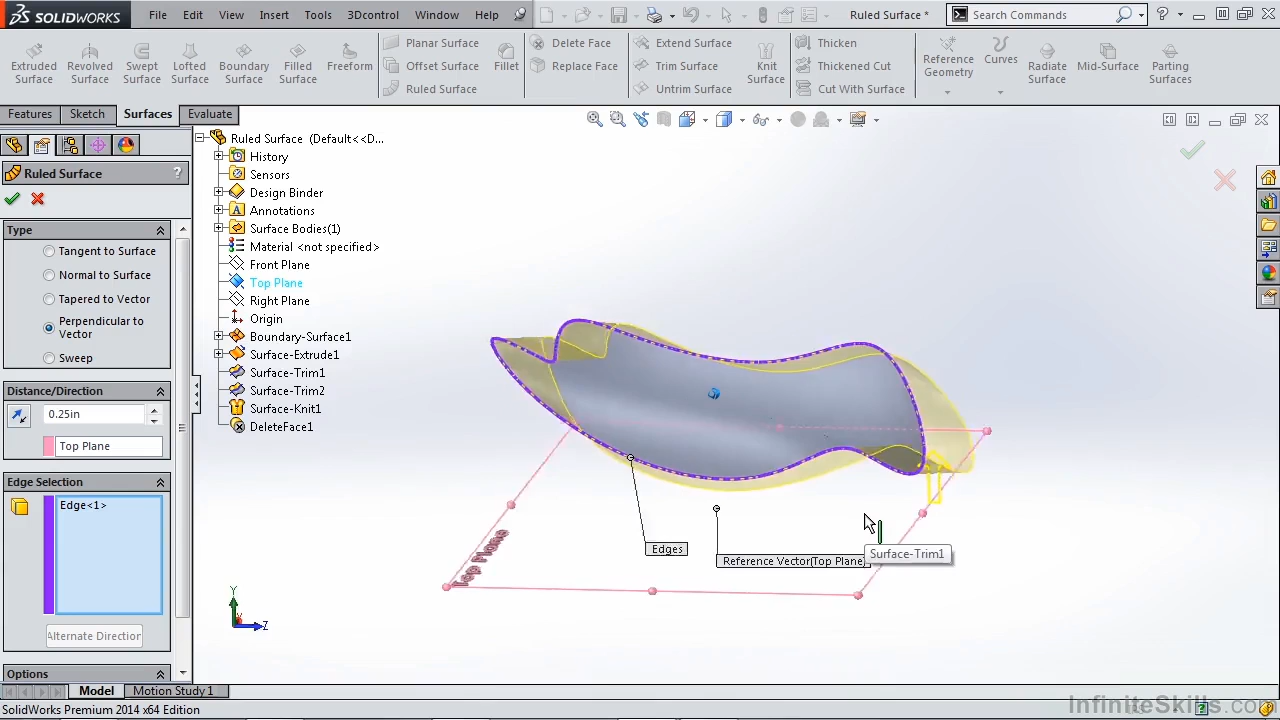 SOLIDWORKS
File Edit View Insert Tools 3Dcontrol Window Help
Ruled Surface *
Search Commands
?
Extruded Surface
Revolved Surface
Swept Surface
Lofted Surface
Boundary Surface
Filled Surface
Freeform
Planar Surface
Offset Surface
Ruled Surface
Fillet
Delete Face
Replace Face
Extend Surface
Trim Surface
Untrim Surface
Knit Surface
Thicken
Thickened Cut
Cut With Surface
Reference Geometry
Curves
Radiate Surface
Mid-Surface
Parting Surfaces
Features Sketch Surfaces Evaluate
Ruled Surface ?
Type
Tangent to Surface
Normal to Surface
Tapered to Vector
Perpendicular to
Vector
Sweep
Distance/Direction
0.25in
Top Plane
Edge Selection
Edge<1>
Alternate Direction
Options
Ruled Surface (Default<<D...
History
Sensors
Design Binder
Annotations
Surface Bodies(1)
Material <not specified>
Front Plane
Top Plane
Right Plane
Origin
Boundary-Surface1
Surface-Extrude1
Surface-Trim1
Surface-Trim2
Surface-Knit1
DeleteFace1
Top Plane
Edges
Reference Vector(Top Plane)
Surface-Trim1
Y
Z
Model Motion Study 1
SolidWorks Premium 2014 x64 Edition
InfiniteSkills.com